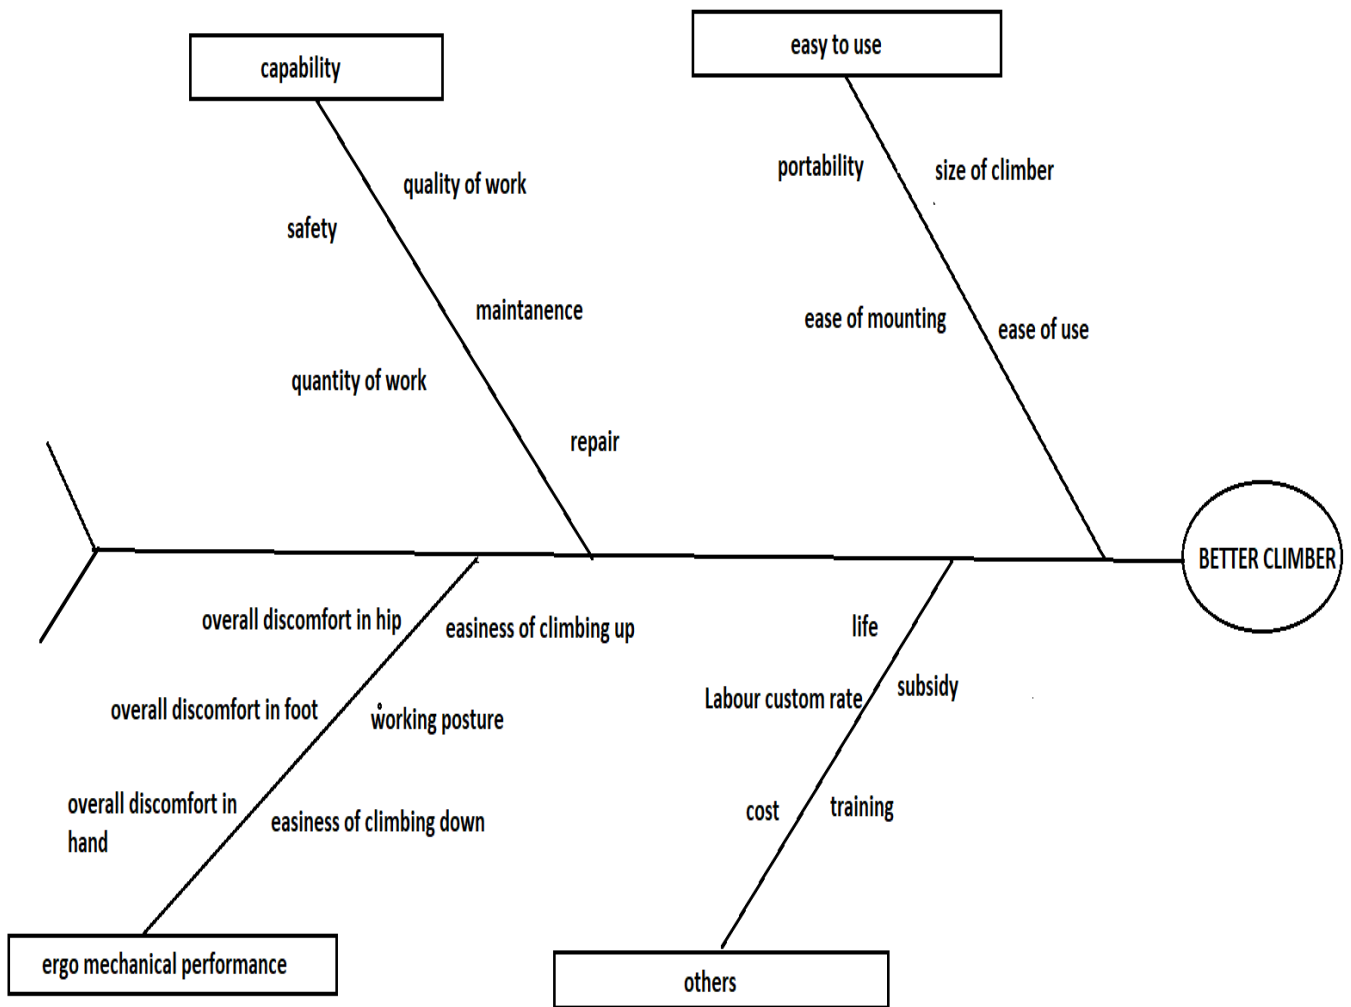 capability
easy to use
quality of work
safety
maintanence
quantity of work
repair
portability
size of climber
ease of mounting
ease of use
BETTER CLIMBER
overall discomfort in hip
easiness of climbing up
overall discomfort in foot
working posture
overall discomfort in
hand
easiness of climbing down
ergo mechanical performance
life
subsidy
Labour custom rate
cost
training
others